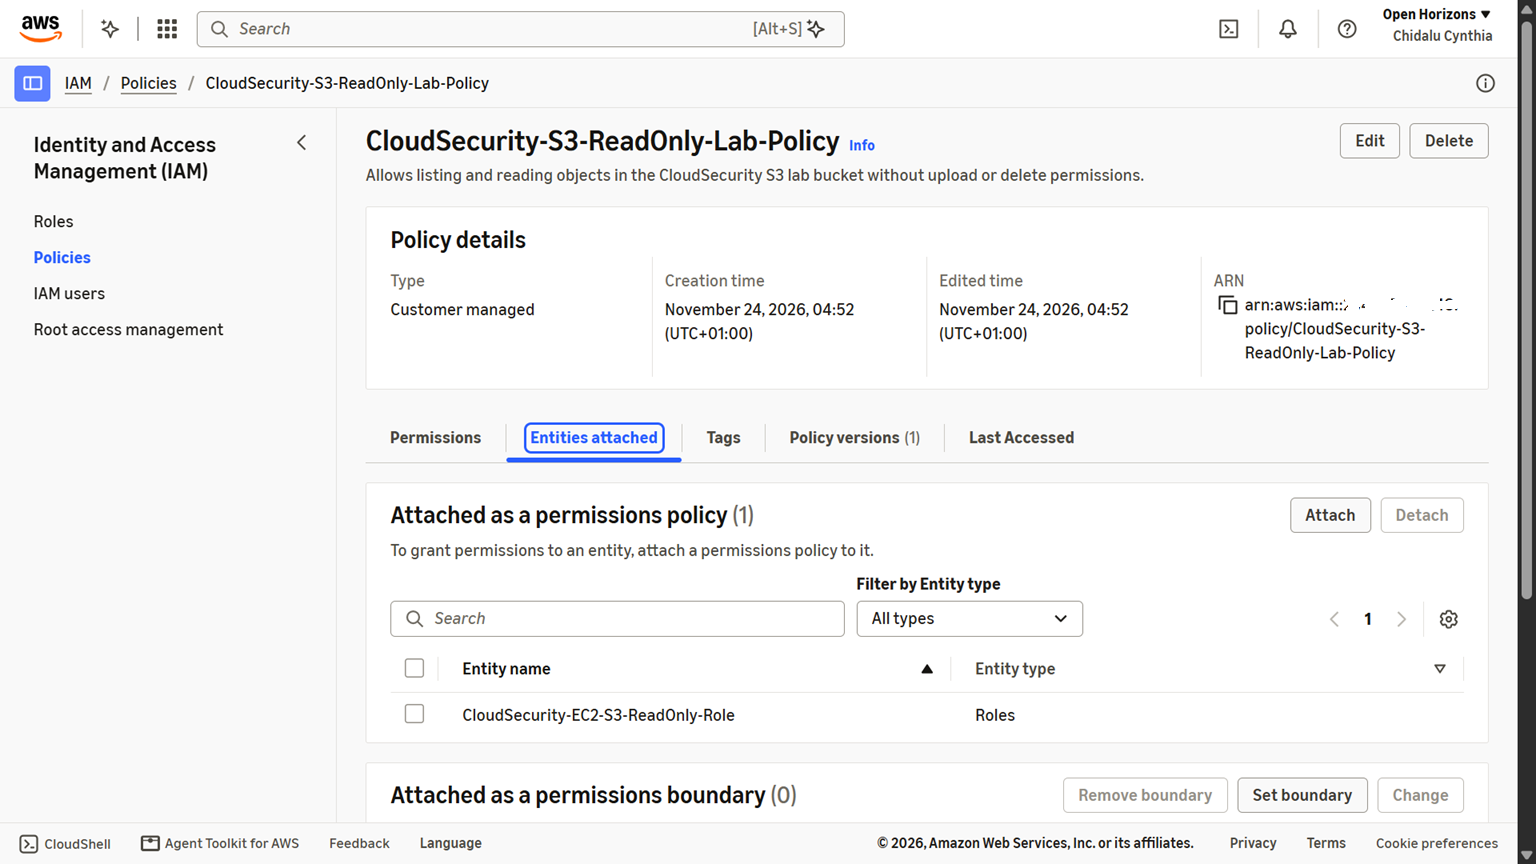 aws
Search
[Alt+S]
Open Horizons
Chidalu Cynthia
IAM / Policies / CloudSecurity-S3-ReadOnly-Lab-Policy
Identity and Access
Management (IAM)
Roles
Policies
IAM users
Root access management
CloudSecurity-S3-ReadOnly-Lab-Policy Info
Edit
Delete
Allows listing and reading objects in the CloudSecurity S3 lab bucket without upload or delete permissions.
Policy details
Type
Customer managed
Creation time
November 24, 2026, 04:52
(UTC+01:00)
Edited time
November 24, 2026, 04:52
(UTC+01:00)
ARN
arn:aws:iam::
policy/CloudSecurity-S3-
ReadOnly-Lab-Policy
Permissions
Entities attached
Tags
Policy versions (1)
Last Accessed
Attached as a permissions policy (1)
Attach
Detach
To grant permissions to an entity, attach a permissions policy to it.
Filter by Entity type
Search
All types
1
Entity name
Entity type
CloudSecurity-EC2-S3-ReadOnly-Role
Roles
Attached as a permissions boundary (0)
Remove boundary
Set boundary
Change
CloudShell
Agent Toolkit for AWS
Feedback
Language
© 2026, Amazon Web Services, Inc. or its affiliates.
Privacy
Terms
Cookie preferences